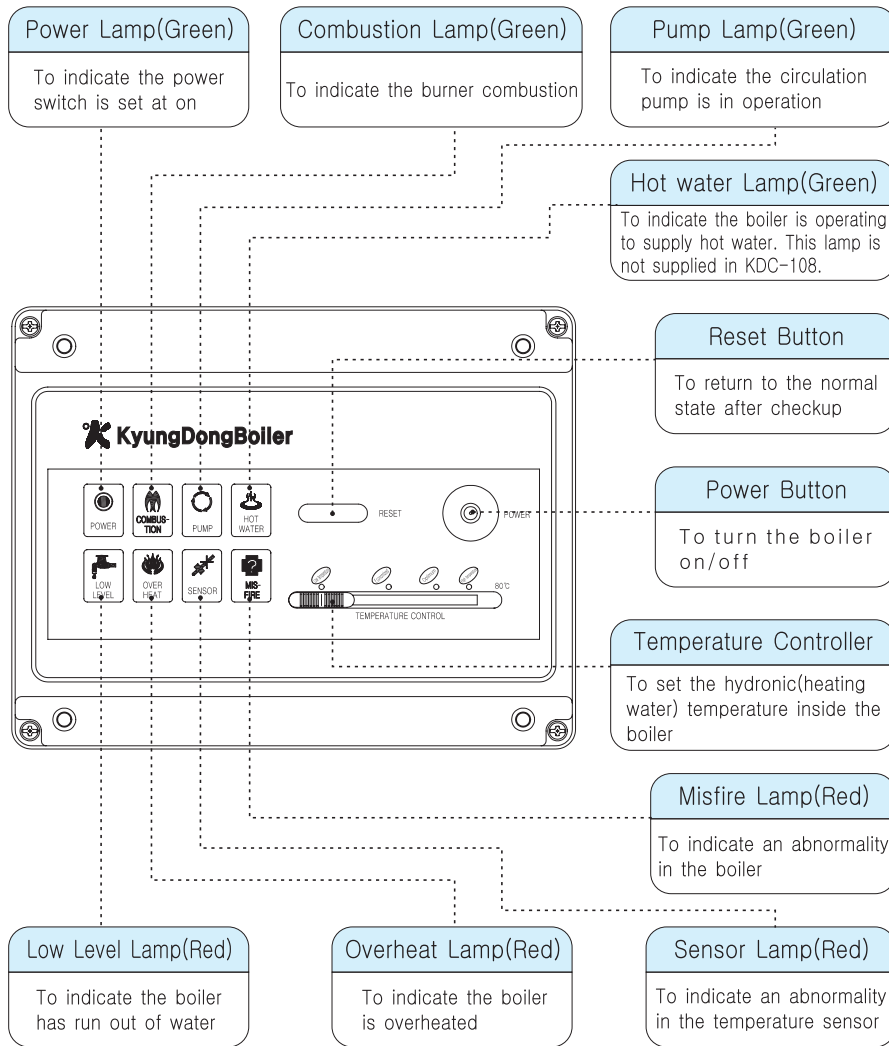 Power Lamp(Green)
To indicate the power
switch is set at on
Combustion Lamp(Green)
To indicate the burner combustion
Pump Lamp(Green)
To indicate the circulation
pump is in operation
Hot water Lamp(Green)
To indicate the boiler is operating
to supply hot water. This lamp is
not supplied in KDC-108.
Reset Button
To return to the normal
state after checkup
KyungDongBoiler
POWER
COMBUS-
TION
PUMP
HOT
WATER
RESET
POWER
Power Button
To turn the boiler
on/off
LOW
LEVEL
OVER
HEAT
SENSOR
MIS-
FIRE
80℃
TEMPERATURE CONTROL
Temperature Controller
To set the hydronic(heating
water) temperature inside the
boiler
Misfire Lamp(Red)
To indicate an abnormality
in the boiler
Low Level Lamp(Red)
To indicate the boiler
has run out of water
Overheat Lamp(Red)
To indicate the boiler
is overheated
Sensor Lamp(Red)
To indicate an abnormality
in the temperature sensor